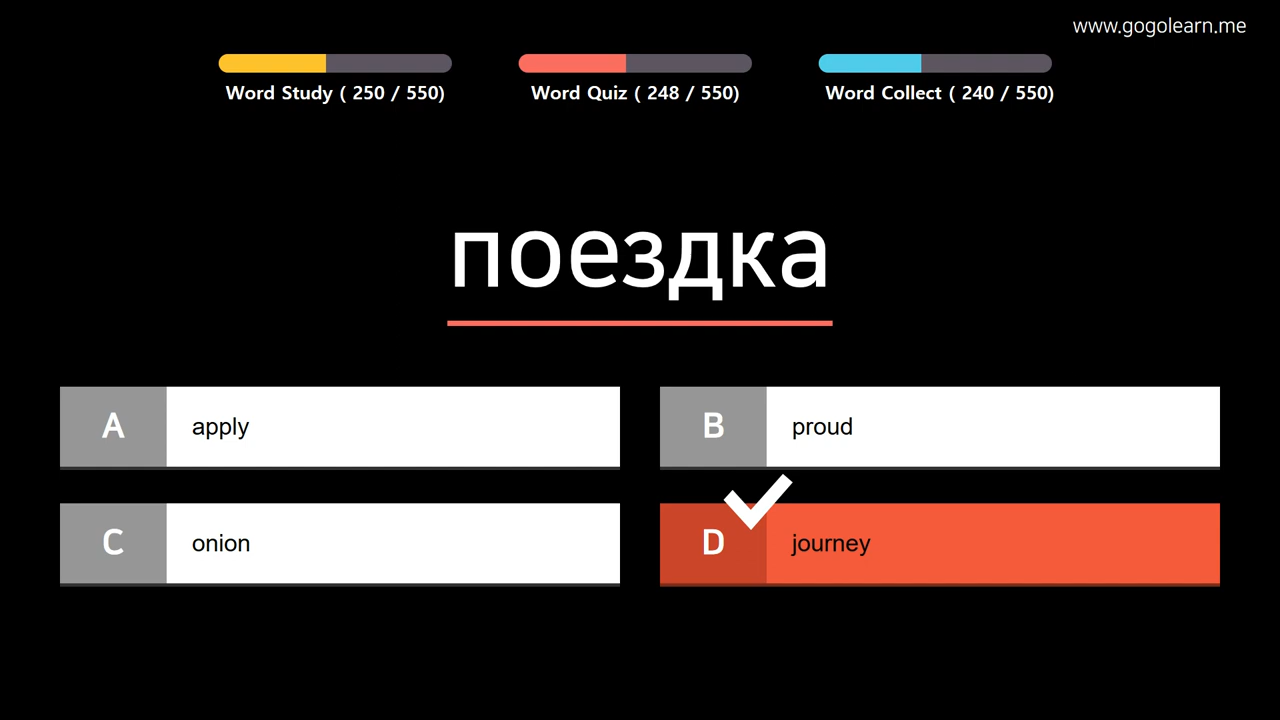 www.gogolearn.me
Word Study ( 250 / 550)
Word Quiz ( 248 / 550)
Word Collect ( 240 / 550)
поездка
A apply
B proud
C onion
D journey